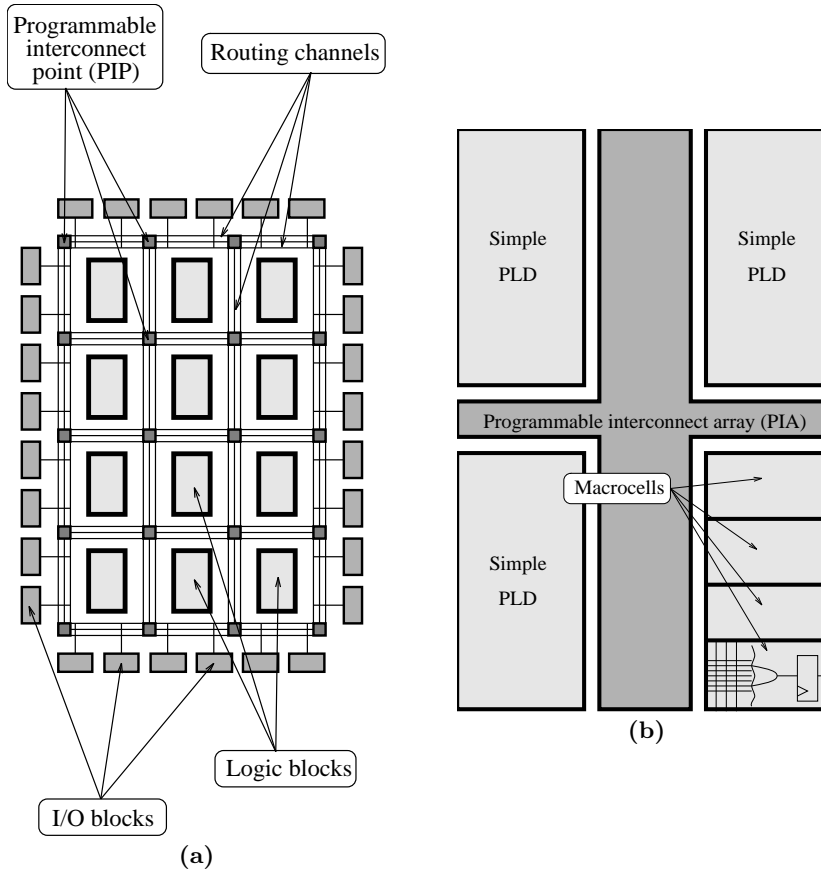 Programmable
interconnect
point (PIP)
Routing channels
Logic blocks
I/O blocks
(a)
Simple
PLD
Simple
PLD
Programmable interconnect array (PIA)
Macrocells
Simple
PLD
(b)